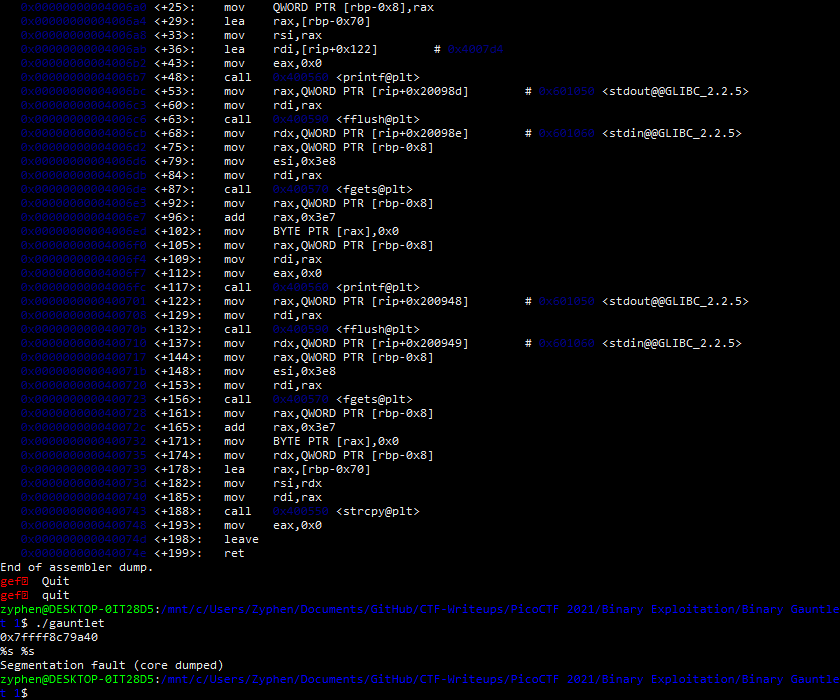 0x00000000004006a0 <+25>: mov QWORD PTR [rbp-0x8],rax
0x00000000004006a4 <+29>: lea rax,[rbp-0x70]
0x00000000004006a8 <+33>: mov rsi,rax
0x00000000004006ab <+36>: lea rdi,[rip+0x122] # 0x4007d4
0x00000000004006b2 <+43>: mov eax,0x0
0x00000000004006b7 <+48>: call 0x400560 <printf@plt>
0x00000000004006bc <+53>: mov rax,QWORD PTR [rip+0x20098d] # 0x601050 <stdout@@GLIBC_2.2.5>
0x00000000004006c3 <+60>: mov rdi,rax
0x00000000004006c6 <+63>: call 0x400590 <fflush@plt>
0x00000000004006cb <+68>: mov rdx,QWORD PTR [rip+0x20098e] # 0x601060 <stdin@@GLIBC_2.2.5>
0x00000000004006d2 <+75>: mov rax,QWORD PTR [rbp-0x8]
0x00000000004006d6 <+79>: mov esi,0x3e8
0x00000000004006db <+84>: mov rdi,rax
0x00000000004006de <+87>: call 0x400570 <fgets@plt>
0x00000000004006e3 <+92>: mov rax,QWORD PTR [rbp-0x8]
0x00000000004006e7 <+96>: add rax,0x3e7
0x00000000004006ed <+102>: mov BYTE PTR [rax],0x0
0x00000000004006f0 <+105>: mov rax,QWORD PTR [rbp-0x8]
0x00000000004006f4 <+109>: mov rdi,rax
0x00000000004006f7 <+112>: mov eax,0x0
0x00000000004006fc <+117>: call 0x400560 <printf@plt>
0x0000000000400701 <+122>: mov rax,QWORD PTR [rip+0x200948] # 0x601050 <stdout@@GLIBC_2.2.5>
0x0000000000400708 <+129>: mov rdi,rax
0x000000000040070b <+132>: call 0x400590 <fflush@plt>
0x0000000000400710 <+137>: mov rdx,QWORD PTR [rip+0x200949] # 0x601060 <stdin@@GLIBC_2.2.5>
0x0000000000400717 <+144>: mov rax,QWORD PTR [rbp-0x8]
0x000000000040071b <+148>: mov esi,0x3e8
0x0000000000400720 <+153>: mov rdi,rax
0x0000000000400723 <+156>: call 0x400570 <fgets@plt>
0x0000000000400728 <+161>: mov rax,QWORD PTR [rbp-0x8]
0x000000000040072c <+165>: add rax,0x3e7
0x0000000000400732 <+171>: mov BYTE PTR [rax],0x0
0x0000000000400735 <+174>: mov rdx,QWORD PTR [rbp-0x8]
0x0000000000400739 <+178>: lea rax,[rbp-0x70]
0x000000000040073d <+182>: mov rsi,rdx
0x0000000000400740 <+185>: mov rdi,rax
0x0000000000400743 <+188>: call 0x400550 <strcpy@plt>
0x0000000000400748 <+193>: mov eax,0x0
0x000000000040074d <+198>: leave
0x000000000040074e <+199>: ret
End of assembler dump.
gef Quit
gef quit
zyphen@DESKTOP-0IT28D5:/mnt/c/Users/Zyphen/Documents/GitHub/CTF-Writeups/PicoCTF 2021/Binary Exploitation/Binary Gauntle
t 1$ ./gauntlet
0x7ffff8c79a40
%s %s
Segmentation fault (core dumped)
zyphen@DESKTOP-0IT28D5:/mnt/c/Users/Zyphen/Documents/GitHub/CTF-Writeups/PicoCTF 2021/Binary Exploitation/Binary Gauntle
t 1$